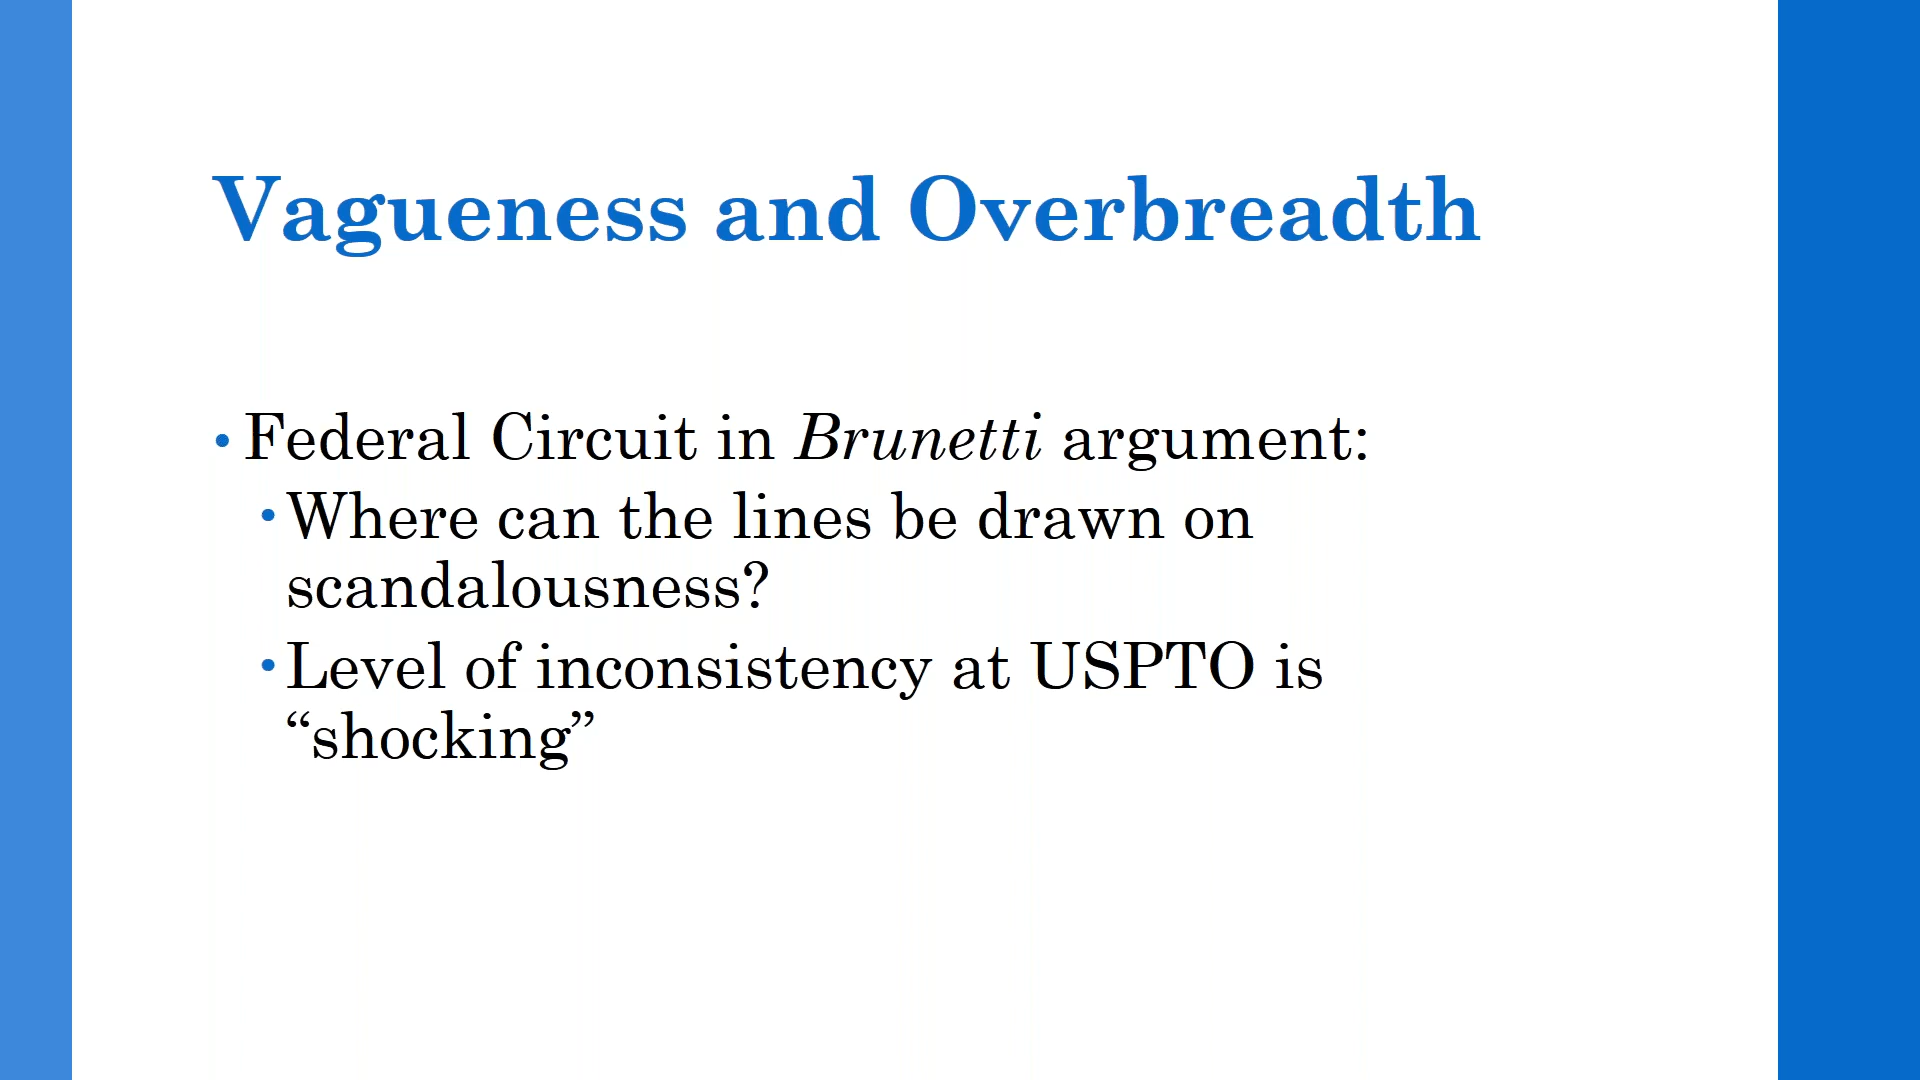 Vagueness and Overbreadth
• Federal Circuit in Brunetti argument:
• Where can the lines be drawn on
scandalousness?
• Level of inconsistency at USPTO is
“shocking”